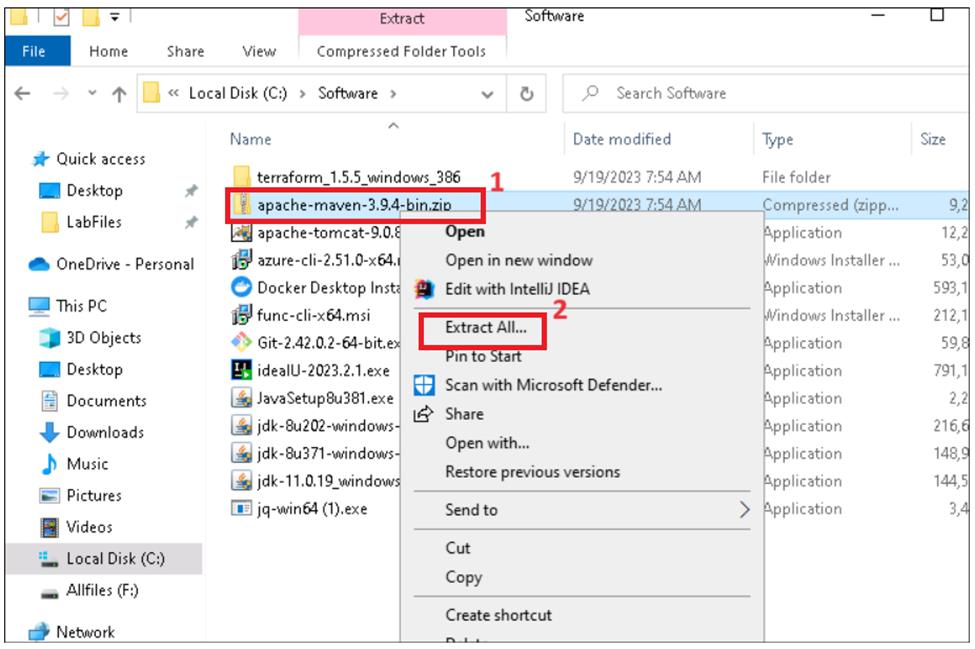 Extract
Software
File
Home
Share
View
Compressed Folder Tools
« Local Disk (C:) > Software >
Search Software
Name
Date modified
Type
Size
Quick access
Desktop
LabFiles
OneDrive - Personal
This PC
3D Objects
Desktop
Documents
Downloads
Music
Pictures
Videos
Local Disk (C:)
Allfiles (F:)
Network
terraform_1.5.5_windows_386 9/19/2023 7:54 AM File folder
1
apache-maven-3.9.4-bin.zip 9/19/2023 7:54 AM Compressed (zipp... 9,2
apache-tomcat-9.0.8 Application 12,2
azure-cli-2.51.0-x64. Windows Installer ... 53,0
Docker Desktop Insta Application 593,1
func-cli-x64.msi Windows Installer ... 212,1
Git-2.42.0.2-64-bit.ex Application 59,8
idealU-2023.2.1.exe Application 791,1
JavaSetup8u381.exe Application 2,2
jdk-8u202-windows- Application 216,6
jdk-8u371-windows- Application 148,9
jdk-11.0.19_windows Application 144,5
jq-win64 (1).exe Application 3,4
Open
Open in new window
Edit with IntelliJ IDEA
2
Extract All...
Pin to Start
Scan with Microsoft Defender...
Share
Open with...
Restore previous versions
Send to
Cut
Copy
Create shortcut